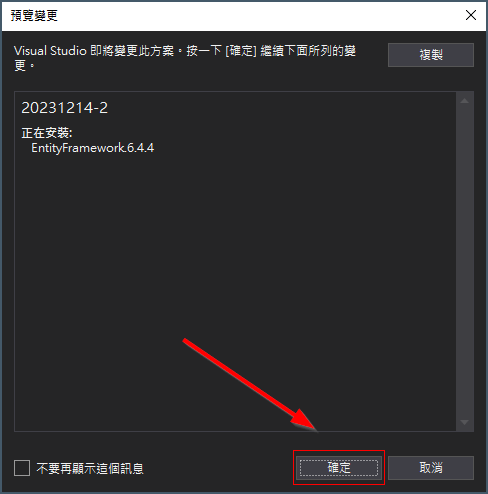 預覽變更
Visual Studio 即將變更此方案。按一下 [確定] 繼續下面所列的變
更。
複製
20231214-2
正在安裝:
EntityFramework.6.4.4
不要再顯示這個訊息
確定
取消